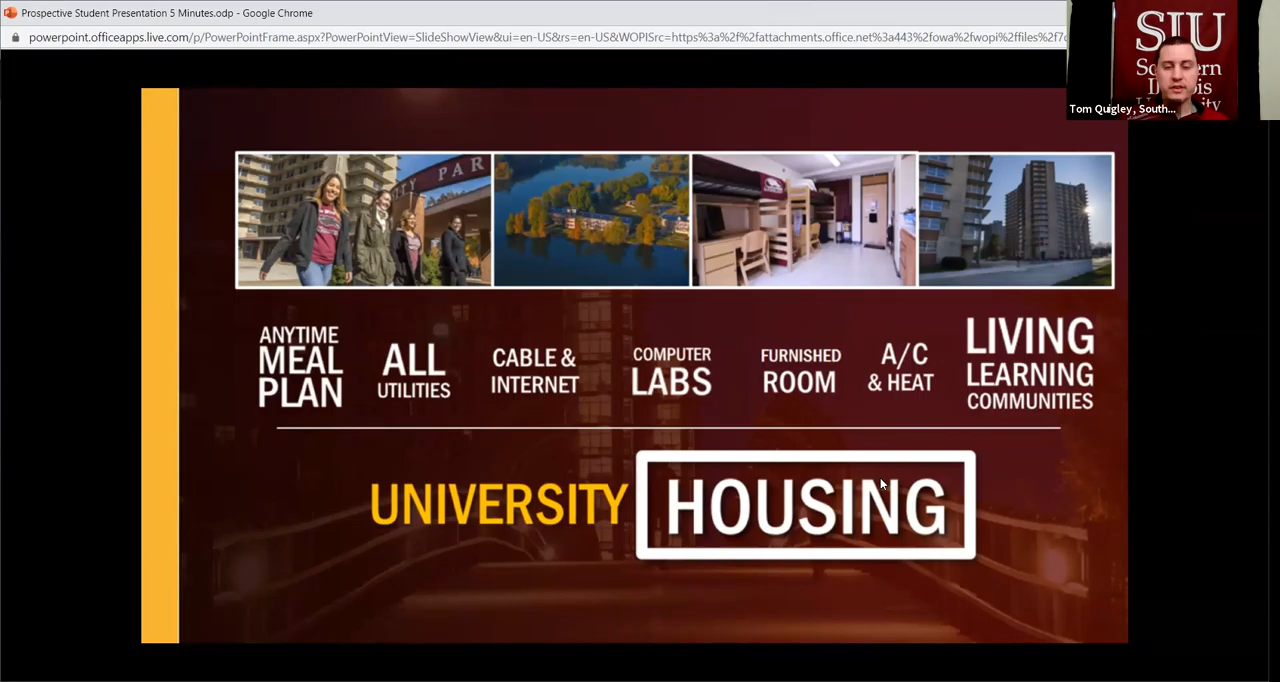 Prospective Student Presentation 5 Minutes.odp - Google Chrome
powerpoint.officeapps.live.com/p/PowerPointFrame.aspx?PowerPointView=SlideShowView&ui=en-US&rs=en-US&WOPISrc=https%3a%2f%2fattachments.office.net%3a443%2fowa%2fwopi%2ffiles%2f7
SIU
Tom Quigley, South...
TY PAR
ANYTIME
MEAL
PLAN
ALL
UTILITIES
CABLE &
INTERNET
COMPUTER
LABS
FURNISHED
ROOM
A/C
& HEAT
LIVING
LEARNING
COMMUNITIES
UNIVERSITY HOUSING